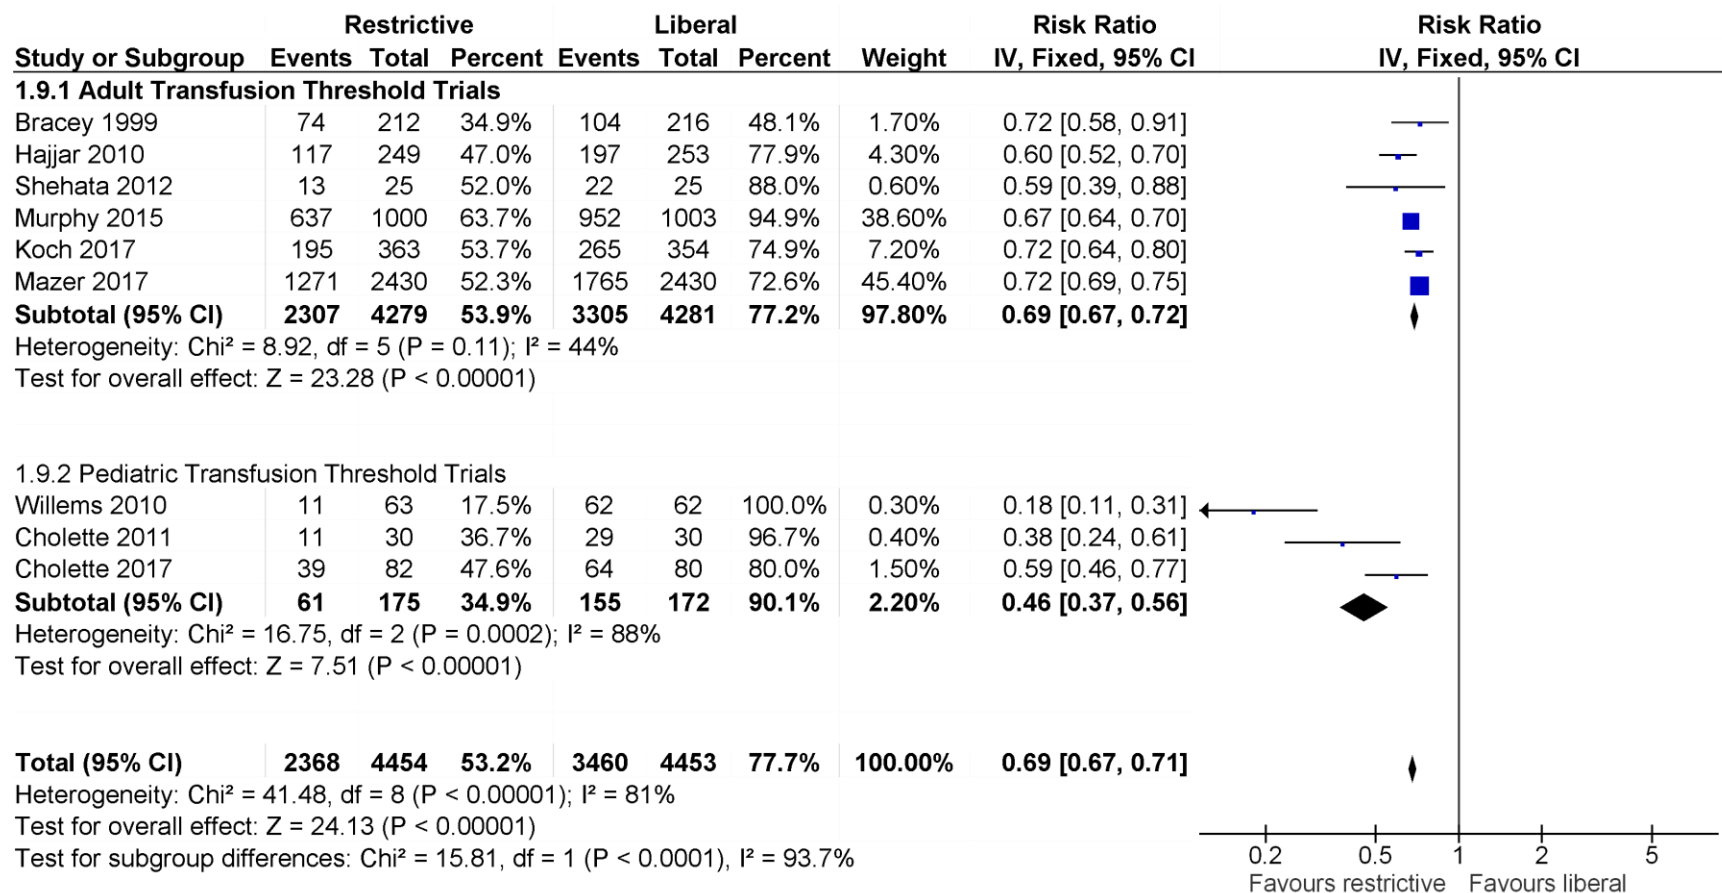 Restrictive Liberal Risk Ratio Risk Ratio
Study or Subgroup Events Total Percent Events Total Percent Weight IV, Fixed, 95% CI IV, Fixed, 95% CI
1.9.1 Adult Transfusion Threshold Trials
Bracey 1999 74 212 34.9% 104 216 48.1% 1.70% 0.72 [0.58, 0.91]
Hajjar 2010 117 249 47.0% 197 253 77.9% 4.30% 0.60 [0.52, 0.70]
Shehata 2012 13 25 52.0% 22 25 88.0% 0.60% 0.59 [0.39, 0.88]
Murphy 2015 637 1000 63.7% 952 1003 94.9% 38.60% 0.67 [0.64, 0.70]
Koch 2017 195 363 53.7% 265 354 74.9% 7.20% 0.72 [0.64, 0.80]
Mazer 2017 1271 2430 52.3% 1765 2430 72.6% 45.40% 0.72 [0.69, 0.75]
Subtotal (95% CI) 2307 4279 53.9% 3305 4281 77.2% 97.80% 0.69 [0.67, 0.72]
Heterogeneity: Chi² = 8.92, df = 5 (P = 0.11); I² = 44%
Test for overall effect: Z = 23.28 (P < 0.00001)
1.9.2 Pediatric Transfusion Threshold Trials
Willems 2010 11 63 17.5% 62 62 100.0% 0.30% 0.18 [0.11, 0.31]
Cholette 2011 11 30 36.7% 29 30 96.7% 0.40% 0.38 [0.24, 0.61]
Cholette 2017 39 82 47.6% 64 80 80.0% 1.50% 0.59 [0.46, 0.77]
Subtotal (95% CI) 61 175 34.9% 155 172 90.1% 2.20% 0.46 [0.37, 0.56]
Heterogeneity: Chi² = 16.75, df = 2 (P = 0.0002); I² = 88%
Test for overall effect: Z = 7.51 (P < 0.00001)
Total (95% CI) 2368 4454 53.2% 3460 4453 77.7% 100.00% 0.69 [0.67, 0.71]
Heterogeneity: Chi² = 41.48, df = 8 (P < 0.00001); I² = 81%
Test for overall effect: Z = 24.13 (P < 0.00001)
Test for subgroup differences: Chi² = 15.81, df = 1 (P < 0.0001), I² = 93.7%
0.2 0.5 1 2 5
Favours restrictive Favours liberal